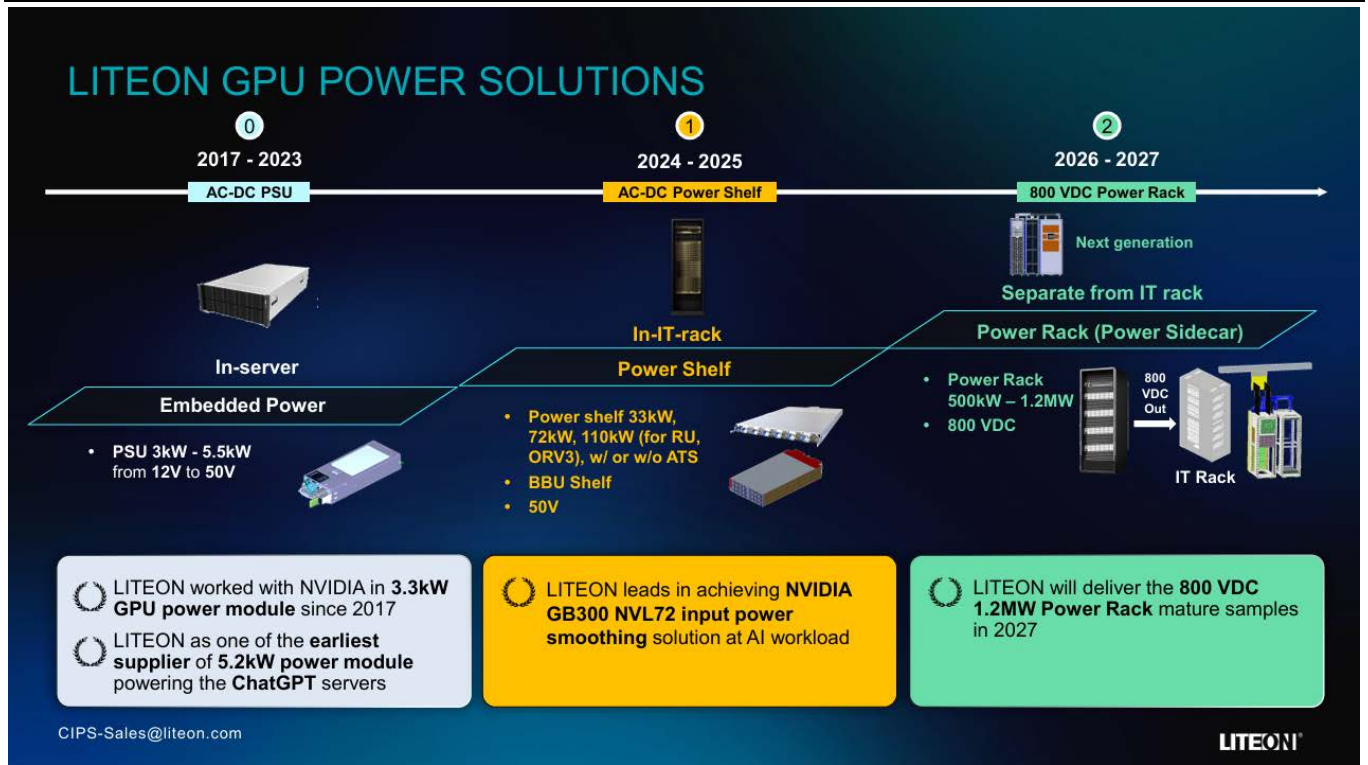 LITEON GPU POWER SOLUTIONS
0
2017 - 2023
AC-DC PSU
1
2024 - 2025
AC-DC Power Shelf
2
2026 - 2027
800 VDC Power Rack
Next generation
Separate from IT rack
Power Rack (Power Sidecar)
In-IT-rack
Power Shelf
In-server
Embedded Power
• PSU 3kW - 5.5kW
from 12V to 50V
• Power shelf 33kW,
72kW, 110kW (for RU,
ORV3), w/ or w/o ATS
• BBU Shelf
• 50V
• Power Rack
500kW – 1.2MW
• 800 VDC
800
VDC
Out
IT Rack
LITEON worked with NVIDIA in 3.3kW
GPU power module since 2017
LITEON as one of the earliest
supplier of 5.2kW power module
powering the ChatGPT servers
LITEON leads in achieving NVIDIA
GB300 NVL72 input power
smoothing solution at AI workload
LITEON will deliver the 800 VDC
1.2MW Power Rack mature samples
in 2027
CIPS-Sales@liteon.com
LITEON®